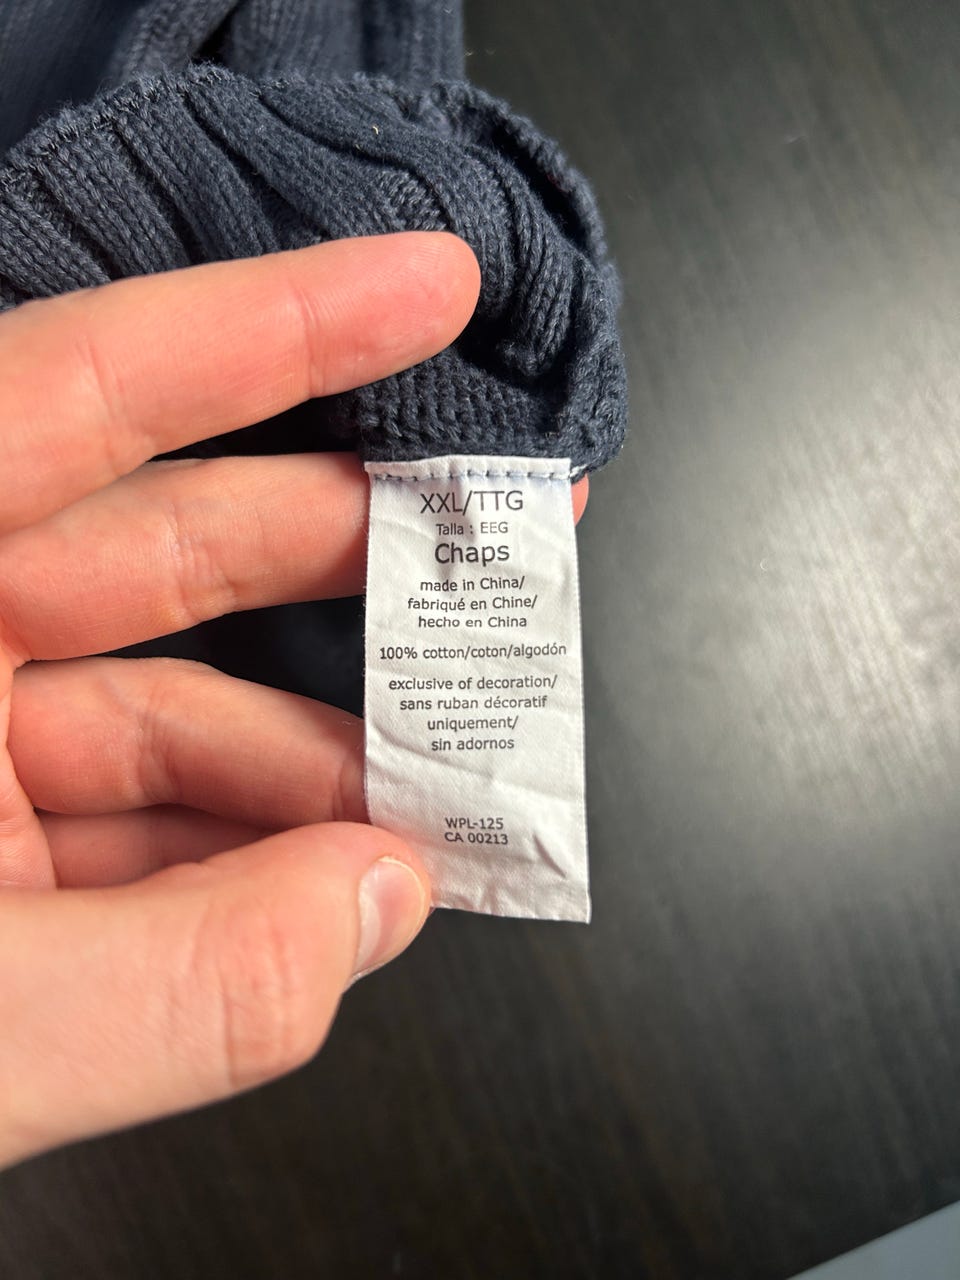 XXL/TTG
Talla : EEG
Chaps
made in China/
fabriqué en Chine/
hecho en China
100% cotton/coton/algodón
exclusive of decoration/
sans ruban décoratif
uniquement/
sin adornos
WPL-125
CA 00213